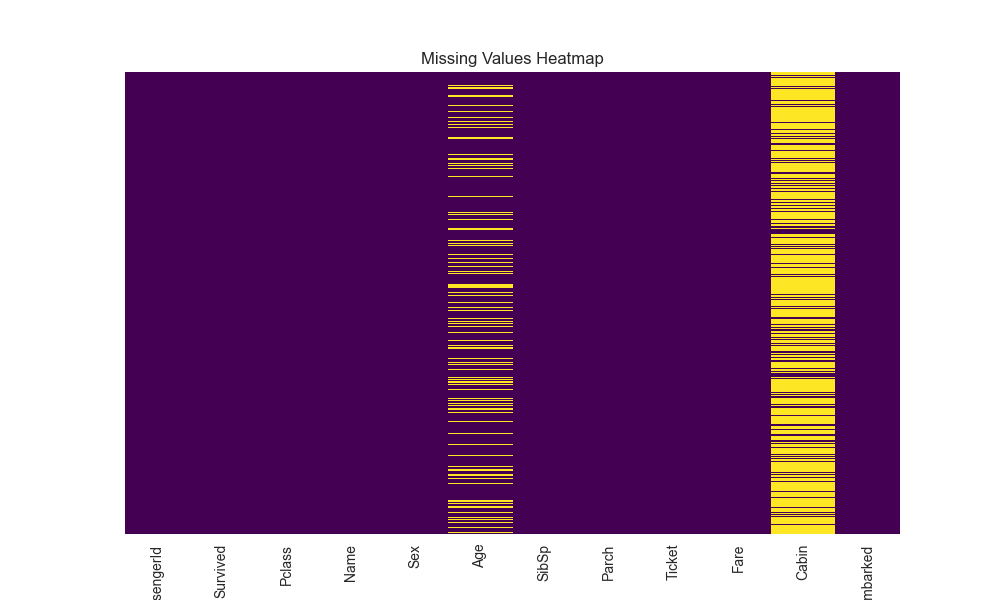 Missing Values Heatmap
sengerId
Survived
Pclass
Name
Sex
Age
SibSp
Parch
Ticket
Fare
Cabin
mbarked